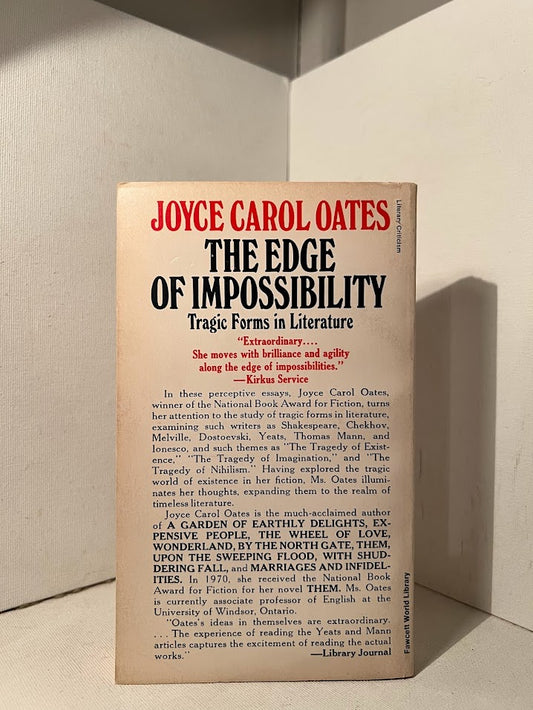 JOYCE CAROL OATES
THE EDGE
OF IMPOSSIBILITY
Tragic Forms in Literature
"Extraordinary....
She moves with brilliance and agility
along the edge of impossibilities."
—Kirkus Service
In these perceptive essays, Joyce Carol Oates,
winner of the National Book Award for Fiction, turns
her attention to the study of tragic forms in literature,
examining such writers as Shakespeare, Chekhov,
Melville, Dostoevski, Yeats, Thomas Mann, and
Ionesco, and such themes as "The Tragedy of Exist-
ence," "The Tragedy of Imagination," and "The
Tragedy of Nihilism." Having explored the tragic
world of existence in her fiction, Ms. Oates illumi-
nates her thoughts, expanding them to the realm of
timeless literature.
Joyce Carol Oates is the much-acclaimed author
of A GARDEN OF EARTHLY DELIGHTS, EX-
PENSIVE PEOPLE, THE WHEEL OF LOVE,
WONDERLAND, BY THE NORTH GATE, THEM,
UPON THE SWEEPING FLOOD, WITH SHUD-
DERING FALL, and MARRIAGES AND INFIDEL-
ITIES. In 1970, she received the National Book
Award for Fiction for her novel THEM. Ms. Oates
is currently associate professor of English at the
University of Windsor, Ontario.
"Oates's ideas in themselves are extraordinary.
. . . The experience of reading the Yeats and Mann
articles captures the excitement of reading the actual
works." —Library Journal
Literary Criticism
Fawcett World Library